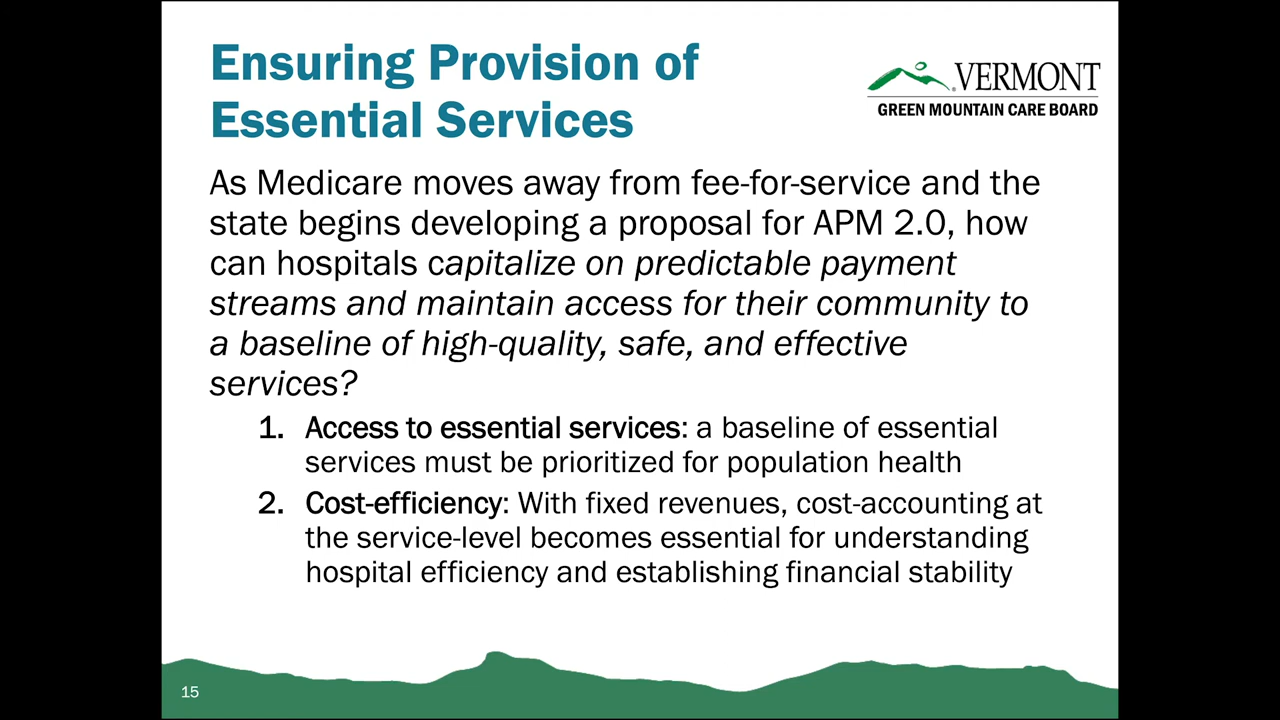 Ensuring Provision of
Essential Services
VERMONT
GREEN MOUNTAIN CARE BOARD
As Medicare moves away from fee-for-service and the
state begins developing a proposal for APM 2.0, how
can hospitals capitalize on predictable payment
streams and maintain access for their community to
a baseline of high-quality, safe, and effective
services?
1. Access to essential services: a baseline of essential
services must be prioritized for population health
2. Cost-efficiency: With fixed revenues, cost-accounting at
the service-level becomes essential for understanding
hospital efficiency and establishing financial stability
15